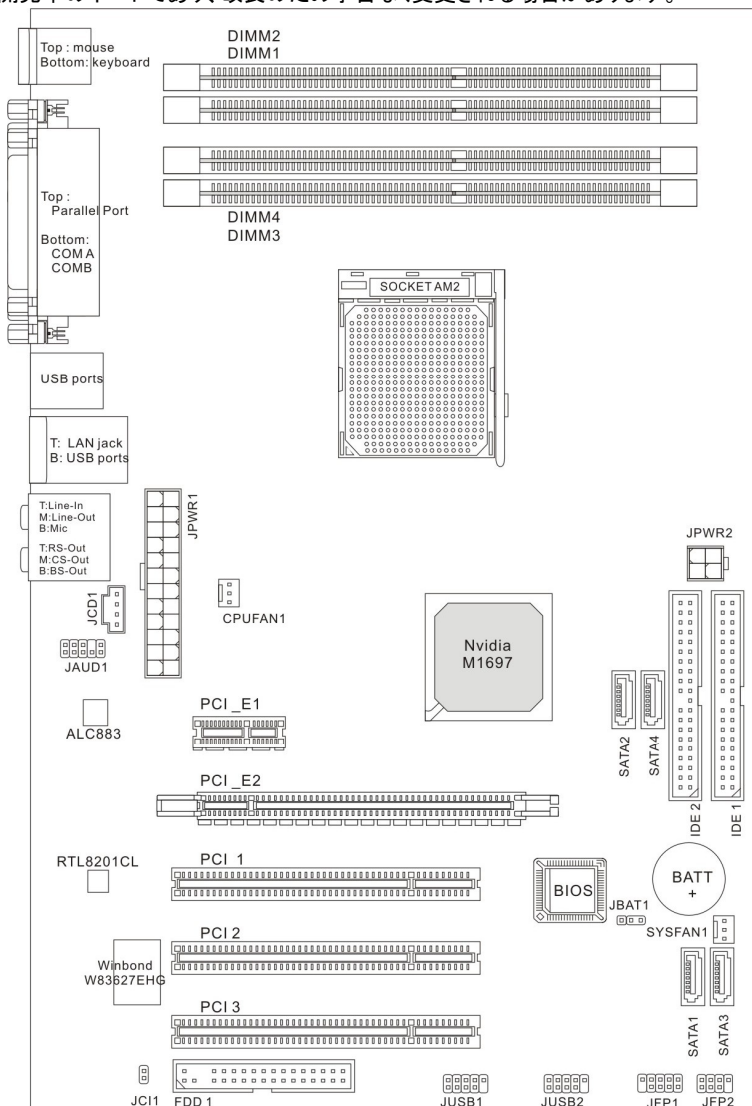 Top : mouse
Bottom: keyboard
DIMM2
DIMM1
Top :
Parallel Port
Bottom:
COM A
COMB
DIMM4
DIMM3
SOCKET AM2
USB ports
T: LAN jack
B: USB ports
T:Line-In
M:Line-Out
B:Mic
T:RS-Out
M:CS-Out
B:BS-Out
JPWR1
JPWR2
JCD1
CPUFAN1
JAUD1
Nvidia
M1697
ALC883
PCI _E1
SATA2
SATA4
IDE 2
IDE 1
PCI _E2
RTL8201CL
PCI 1
BIOS
BATT
+
JBAT1
SYSFAN1
Winbond
W83627EHG
PCI 2
PCI 3
SATA1
SATA3
JCI1
FDD 1
JUSB1
JUSB2
JFP1
JFP2